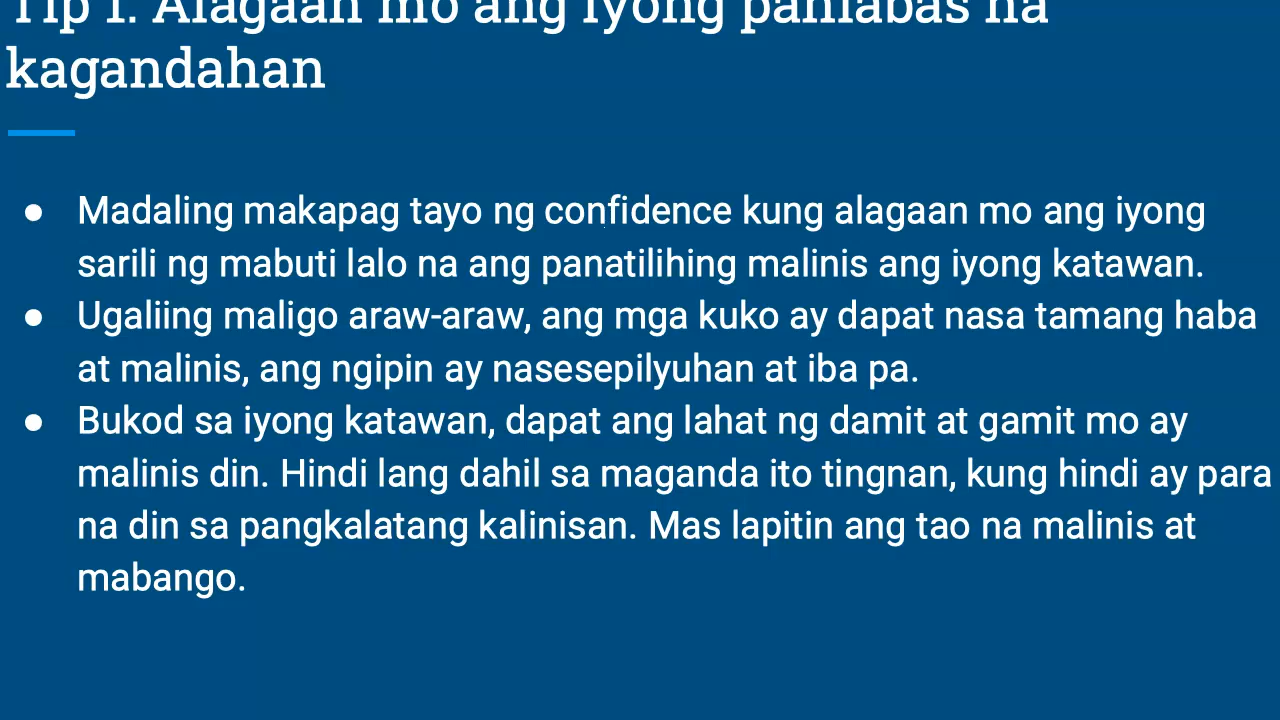 Tip 1. Alagaan mo ang iyong panlabas na
kagandahan
● Madaling makapag tayo ng confidence kung alagaan mo ang iyong
sarili ng mabuti lalo na ang panatilihing malinis ang iyong katawan.
● Ugaliing maligo araw-araw, ang mga kuko ay dapat nasa tamang haba
at malinis, ang ngipin ay nasesepilyuhan at iba pa.
● Bukod sa iyong katawan, dapat ang lahat ng damit at gamit mo ay
malinis din. Hindi lang dahil sa maganda ito tingnan, kung hindi ay para
na din sa pangkalatang kalinisan. Mas lapitin ang tao na malinis at
mabango.